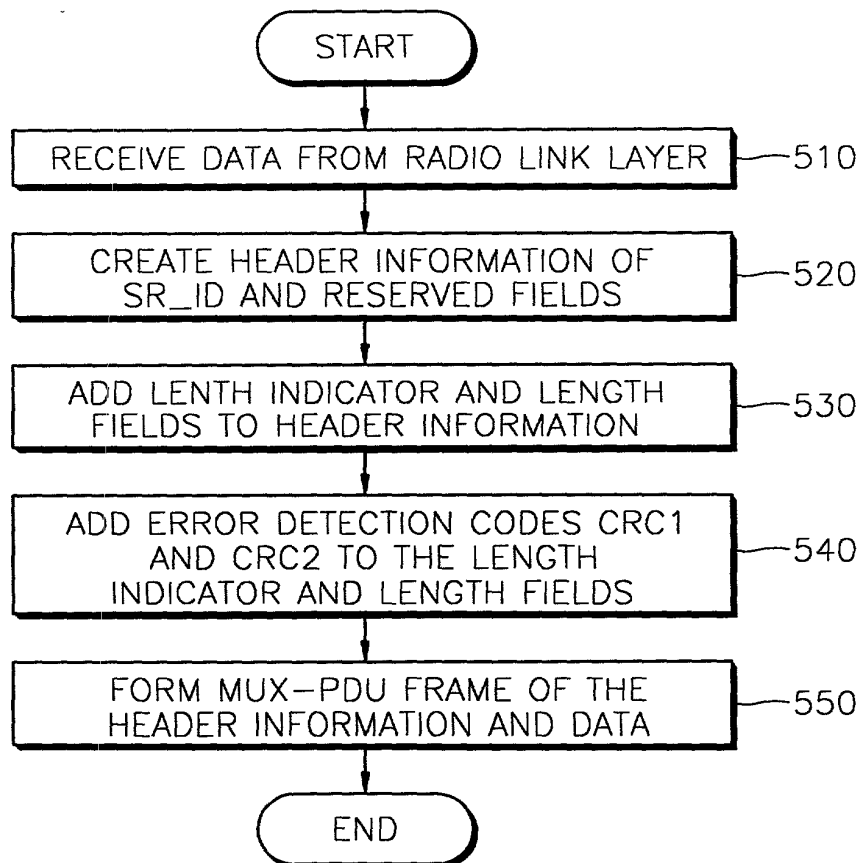 START
RECEIVE DATA FROM RADIO LINK LAYER
510
CREATE HEADER INFORMATION OF
SR_ID AND RESERVED FIELDS
520
ADD LENTH INDICATOR AND LENGTH
FIELDS TO HEADER INFORMATION
530
ADD ERROR DETECTION CODES CRC1
AND CRC2 TO THE LENGTH
INDICATOR AND LENGTH FIELDS
540
FORM MUX-PDU FRAME OF THE
HEADER INFORMATION AND DATA
550
END